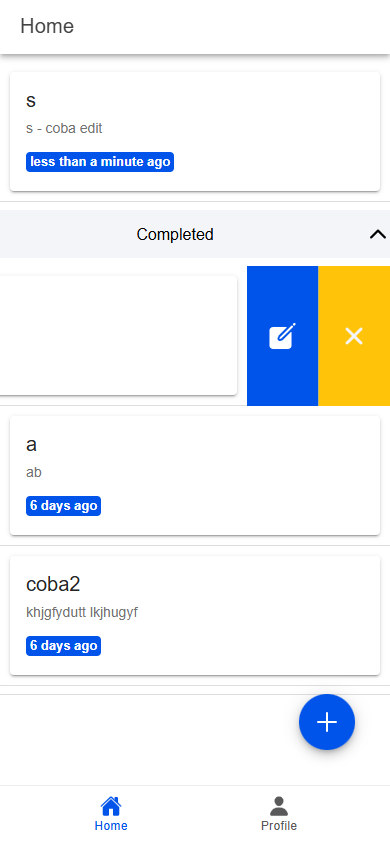 Home
s
s - coba edit
less than a minute ago
Completed
a
ab
6 days ago
coba2
khjgfydutt lkjhugyf
6 days ago
Home
Profile